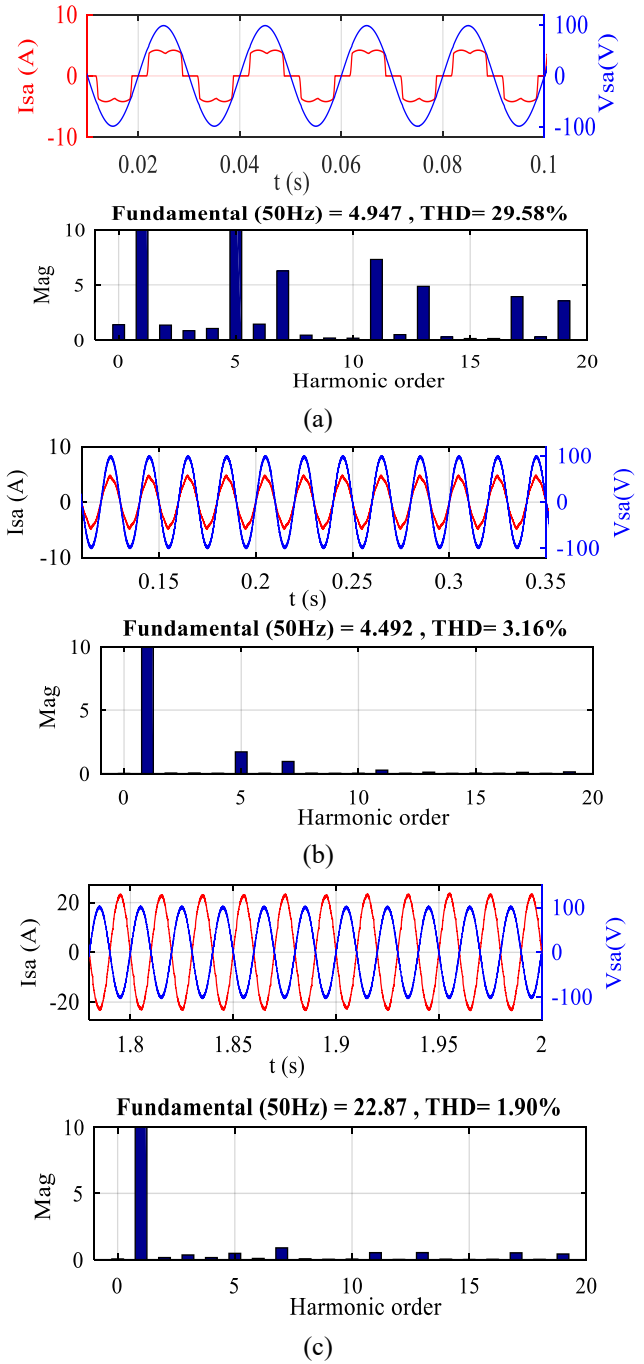 10
5
0
-5
-10
Isa (A)
100
50
0
-50
-100
Vsa(V)
0.02 0.04 0.06 0.08 0.1
t (s)
Fundamental (50Hz) = 4.947 , THD= 29.58%
10
5
0
Mag
0 5 10 15 20
Harmonic order
(a)
10
0
-10
Isa (A)
100
0
-100
Vsa(V)
0.15 0.2 0.25 0.3 0.35
t (s)
Fundamental (50Hz) = 4.492 , THD= 3.16%
10
5
0
Mag
0 5 10 15 20
Harmonic order
(b)
20
0
-20
Isa (A)
100
0
-100
Vsa(V)
1.8 1.85 1.9 1.95 2
t (s)
Fundamental (50Hz) = 22.87 , THD= 1.90%
10
5
0
Mag
0 5 10 15 20
Harmonic order
(c)